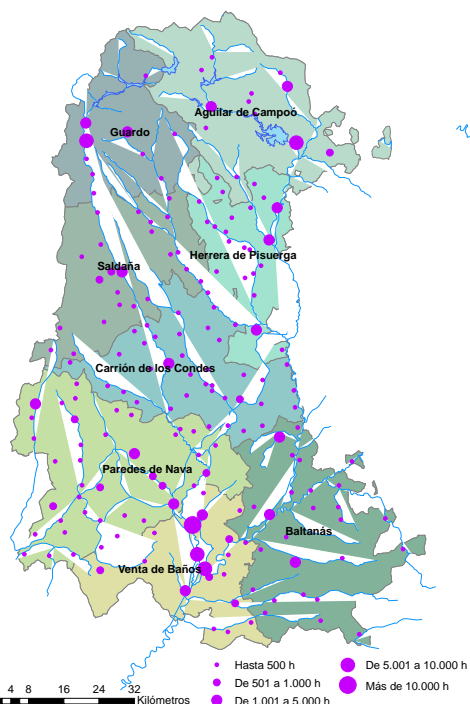 Aguilar de Campoó
Guardo
Herrera de Pisuerga
Saldaña
Carrión de los Condes
Paredes de Nava
Baltanás
Venta de Baños
Hasta 500 h
De 5.001 a 10.000 h
De 501 a 1.000 h
Más de 10.000 h
4 8 16 24 32
Kilómetros
De 1.001 a 5.000 h